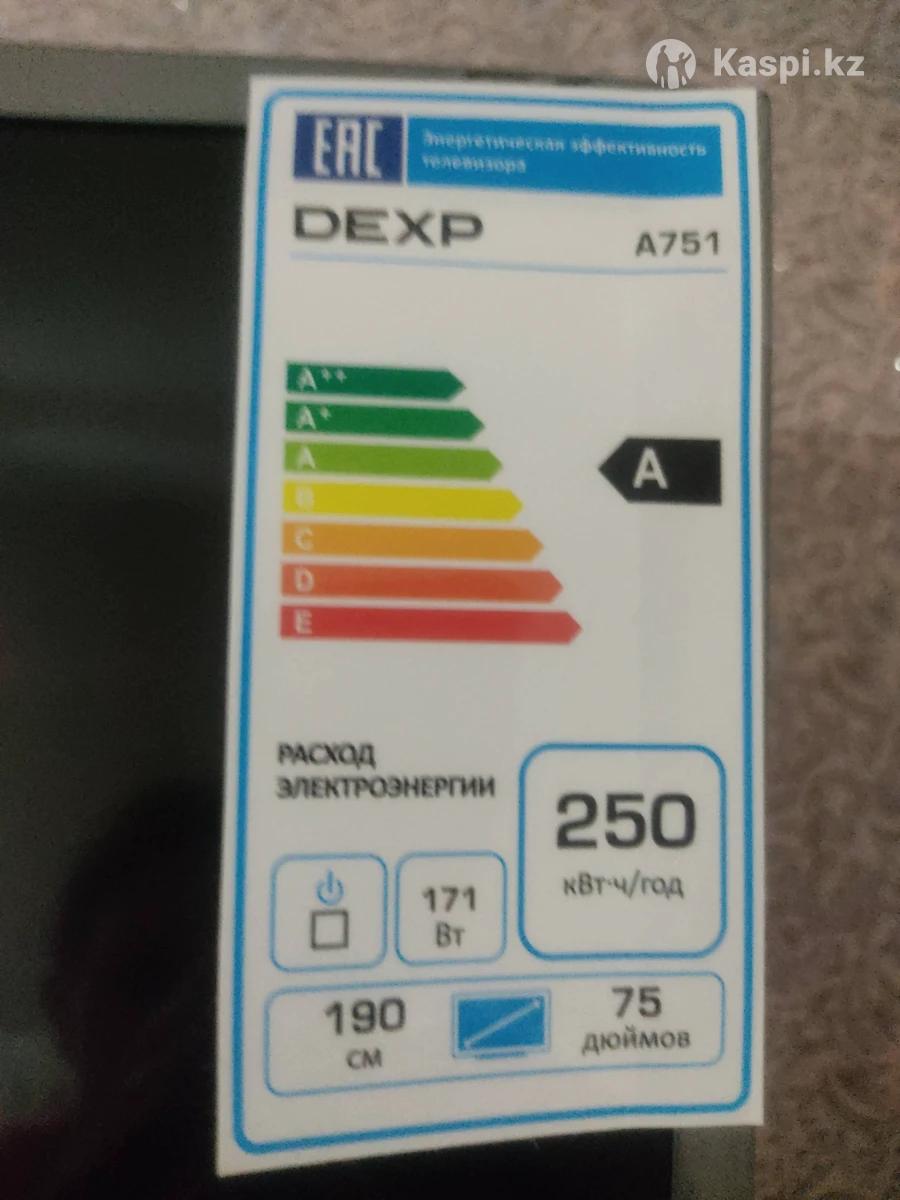 Kaspi.kz
EAC
Энергетическая эффективность
телевизора
DEXP
A751
A++
A+
A
B
C
D
E
A
РАСХОД
ЭЛЕКТРОЭНЕРГИИ
250
кВт·ч/год
171
Вт
190
см
75
дюймов